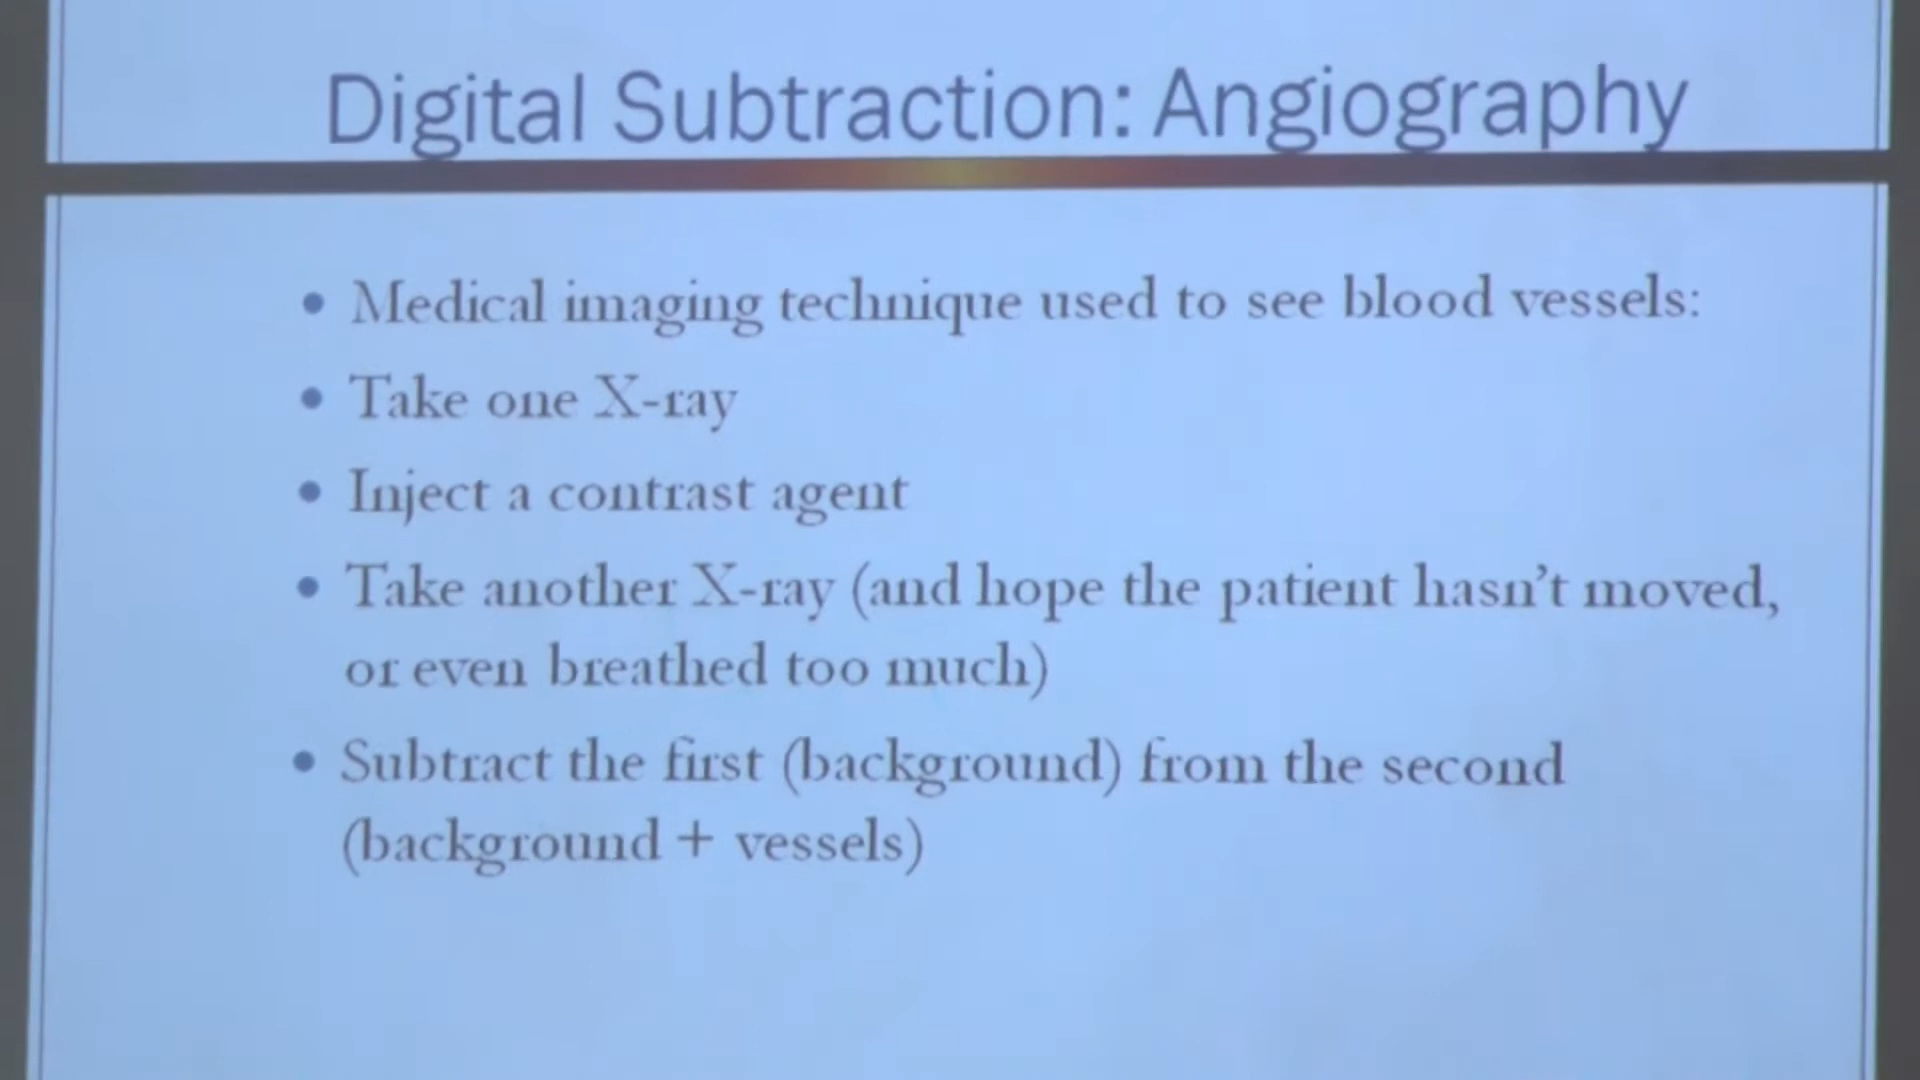 Digital Subtraction: Angiography
• Medical imaging technique used to see blood vessels:
• Take one X-ray
• Inject a contrast agent
• Take another X-ray (and hope the patient hasn't moved,
or even breathed too much)
• Subtract the first (background) from the second
(background + vessels)